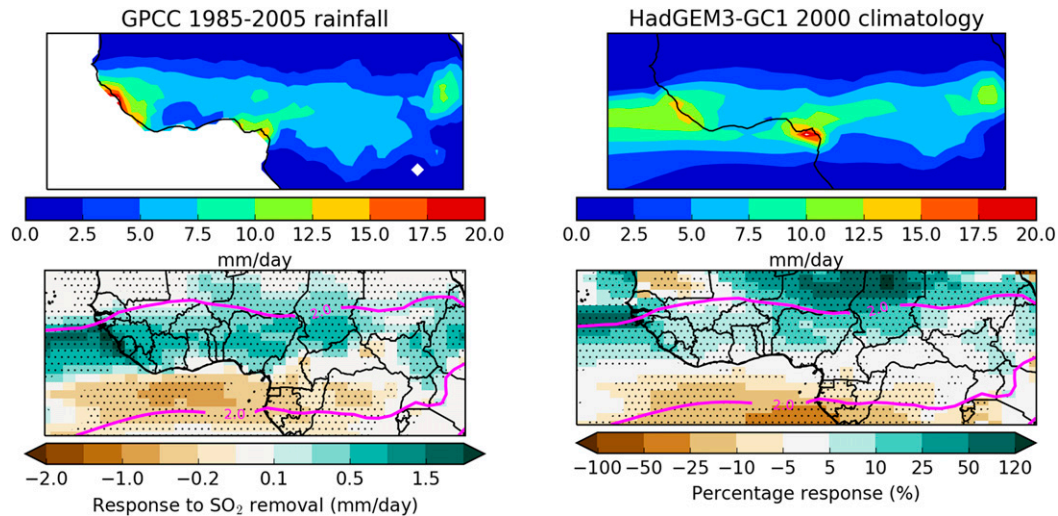 GPCC 1985-2005 rainfall
HadGEM3-GC1 2000 climatology
0.0 2.5 5.0 7.5 10.0 12.5 15.0 17.5 20.0
mm/day
0.0 2.5 5.0 7.5 10.0 12.5 15.0 17.5 20.0
mm/day
2.0
2.0
2.0
2.0
−2.0 −1.0 −0.2 0.1 0.5 1.5
Response to SO₂ removal (mm/day)
−100 −50 −25 −10 −5 5 10 25 50 120
Percentage response (%)